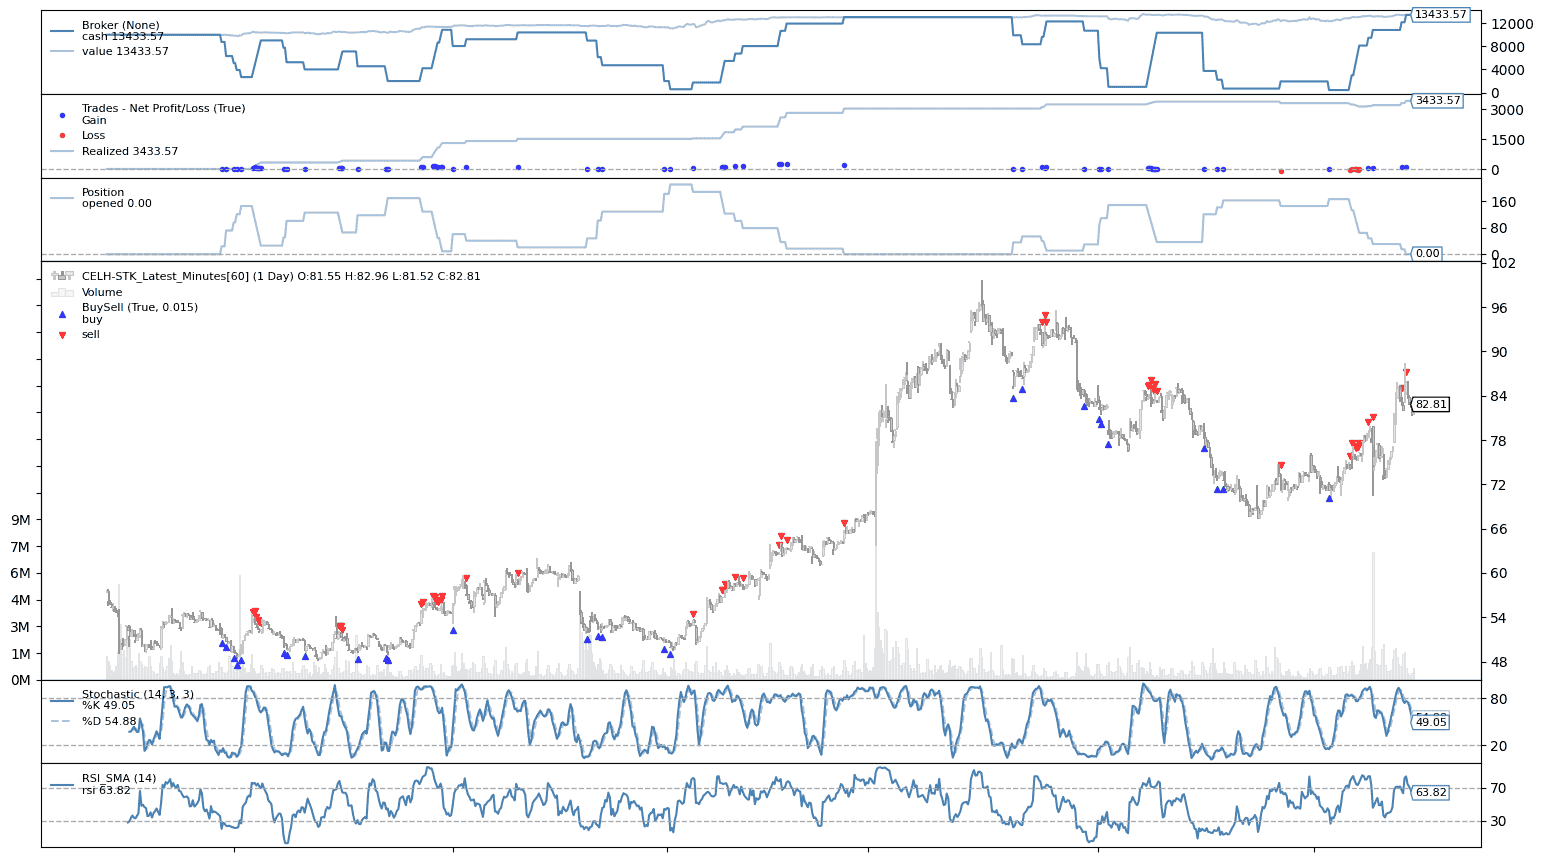 Broker (None)
cash 13433.57
value 13433.57
13433.57
12000
8000
4000
0
Trades - Net Profit/Loss (True)
Gain
Loss
Realized 3433.57
3433.57
3000
1500
0
Position
opened 0.00
160
80
0
0.00
CELH-STK_Latest_Minutes[60] (1 Day) O:81.55 H:82.96 L:81.52 C:82.81
Volume
BuySell (True, 0.015)
buy
sell
102
96
90
84
82.81
78
72
66
60
54
48
9M
7M
6M
4M
3M
1M
0M
Stochastic (14, 3, 3)
%K 49.05
%D 54.88
80
49.05
20
RSI_SMA (14)
rsi 63.82
70
63.82
30